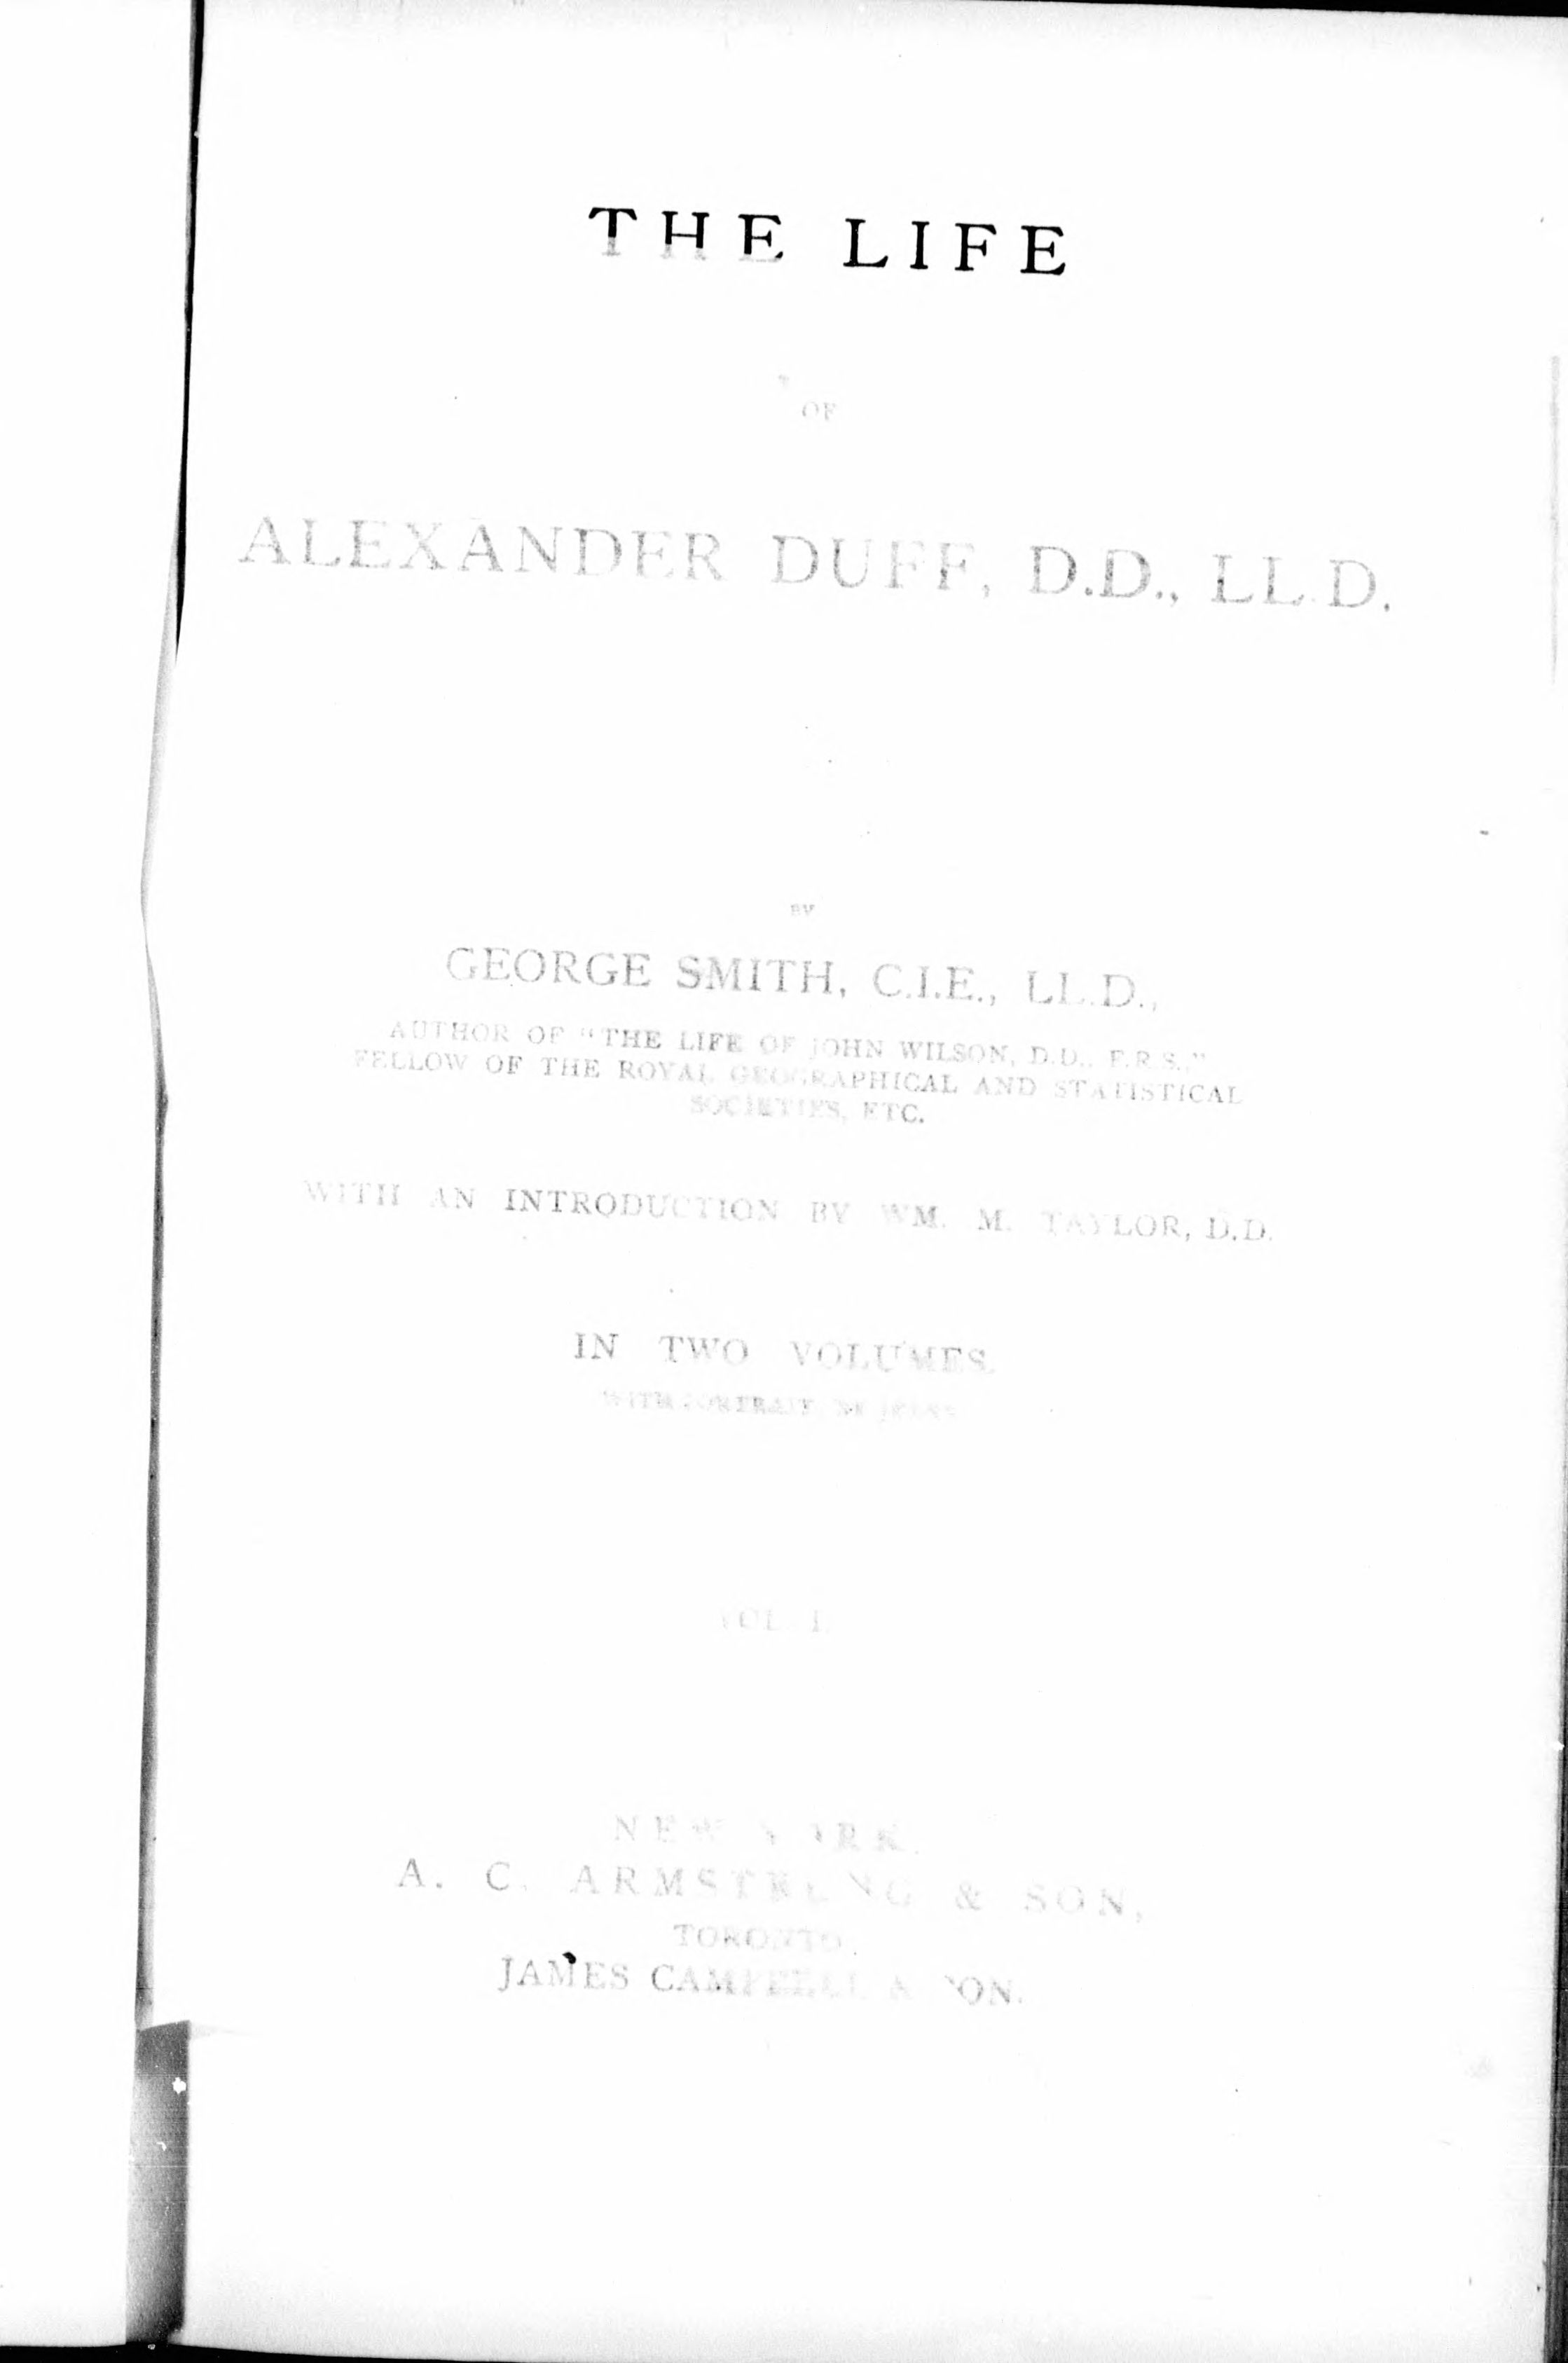 THE LIFE
OF
ALEXANDER DUFF, D.D., LL.D.
BY
GEORGE SMITH, C.I.E., LL.D.,
AUTHOR OF "THE LIFE OF JOHN WILSON, D.D., F.R.S.,"
FELLOW OF THE ROYAL GEOGRAPHICAL AND STATISTICAL
SOCIETIES, ETC.
WITH AN INTRODUCTION BY WM. M. TAYLOR, D.D.
IN TWO VOLUMES.
WITH PORTRAIT
VOL. I.
NEW YORK.
A. C. ARMSTRONG & SON,
TORONTO
JAMES CAMPBELL & SON.